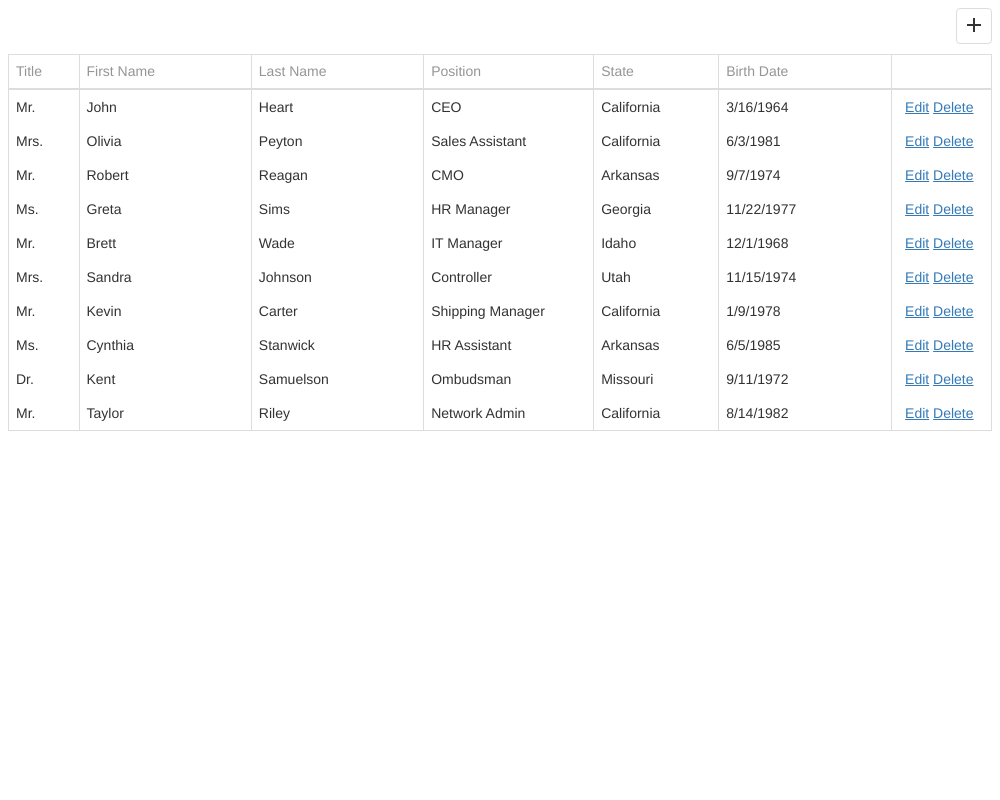 Title First Name Last Name Position State Birth Date
Mr. John Heart CEO California 3/16/1964 Edit Delete
Mrs. Olivia Peyton Sales Assistant California 6/3/1981 Edit Delete
Mr. Robert Reagan CMO Arkansas 9/7/1974 Edit Delete
Ms. Greta Sims HR Manager Georgia 11/22/1977 Edit Delete
Mr. Brett Wade IT Manager Idaho 12/1/1968 Edit Delete
Mrs. Sandra Johnson Controller Utah 11/15/1974 Edit Delete
Mr. Kevin Carter Shipping Manager California 1/9/1978 Edit Delete
Ms. Cynthia Stanwick HR Assistant Arkansas 6/5/1985 Edit Delete
Dr. Kent Samuelson Ombudsman Missouri 9/11/1972 Edit Delete
Mr. Taylor Riley Network Admin California 8/14/1982 Edit Delete